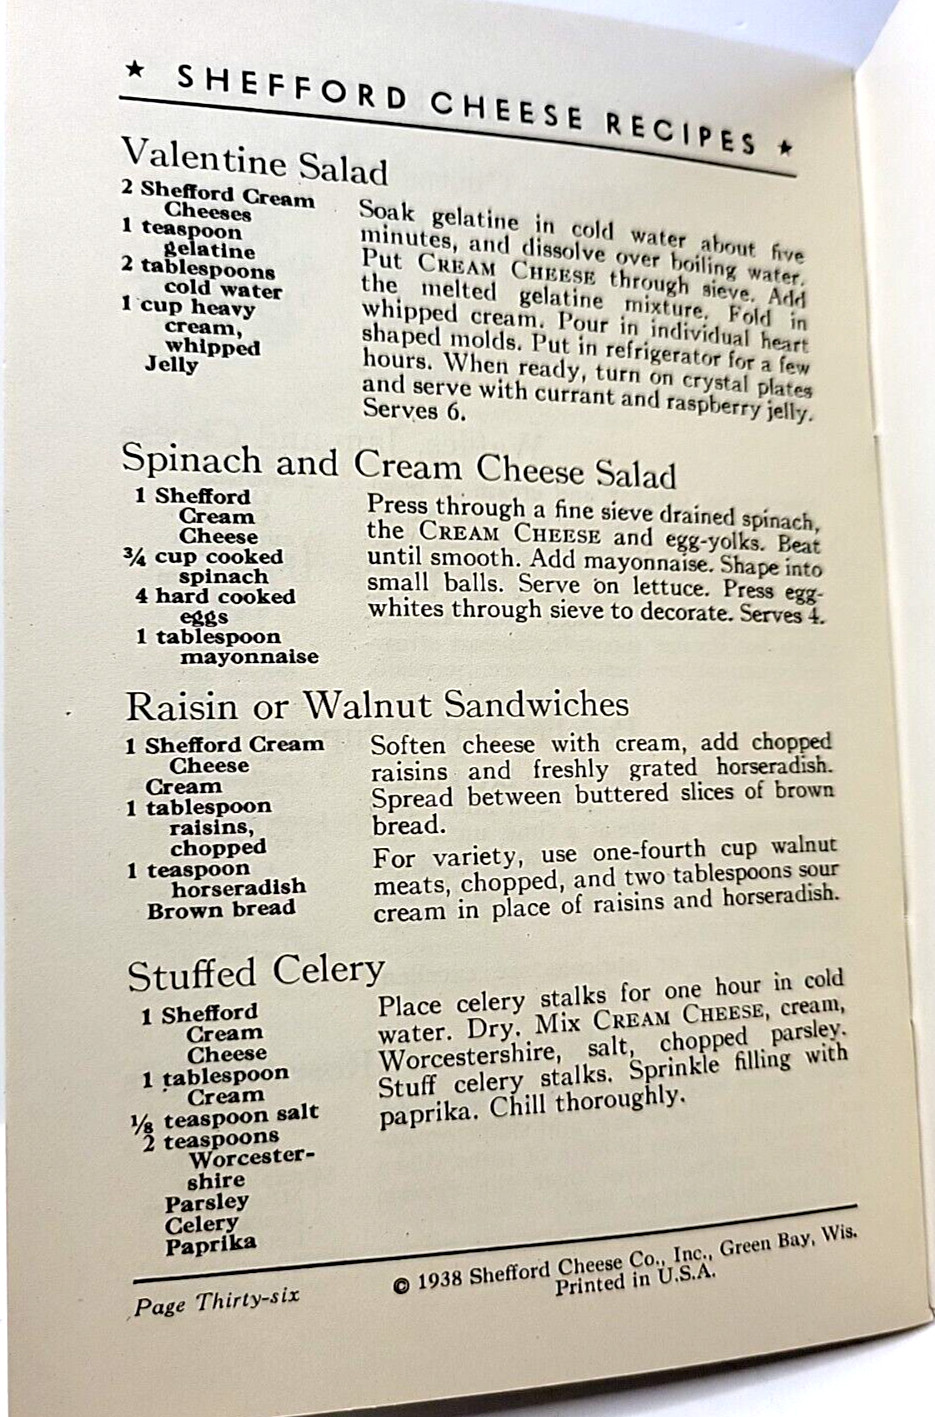 ★ SHEFFORD CHEESE RECIPES ★
Valentine Salad
2 Shefford Cream
Cheeses
1 teaspoon
gelatine
2 tablespoons
cold water
1 cup heavy
cream,
whipped
Jelly
Soak gelatine in cold water about five
minutes, and dissolve over boiling water.
Put CREAM CHEESE through sieve. Add
the melted gelatine mixture. Fold in
whipped cream. Pour in individual heart
shaped molds. Put in refrigerator for a few
hours. When ready, turn on crystal plates
and serve with currant and raspberry jelly.
Serves 6.
Spinach and Cream Cheese Salad
1 Shefford
Cream
Cheese
¾ cup cooked
spinach
4 hard cooked
eggs
1 tablespoon
mayonnaise
Press through a fine sieve drained spinach,
the CREAM CHEESE and egg-yolks. Beat
until smooth. Add mayonnaise. Shape into
small balls. Serve on lettuce. Press egg-
whites through sieve to decorate. Serves 4.
Raisin or Walnut Sandwiches
1 Shefford Cream
Cheese
Cream
1 tablespoon
raisins,
chopped
1 teaspoon
horseradish
Brown bread
Soften cheese with cream, add chopped
raisins and freshly grated horseradish.
Spread between buttered slices of brown
bread.
For variety, use one-fourth cup walnut
meats, chopped, and two tablespoons sour
cream in place of raisins and horseradish.
Stuffed Celery
1 Shefford
Cream
Cheese
1 tablespoon
Cream
⅛ teaspoon salt
2 teaspoons
Worcester-
shire
Parsley
Celery
Paprika
Place celery stalks for one hour in cold
water. Dry. Mix CREAM CHEESE, cream,
Worcestershire, salt, chopped parsley.
Stuff celery stalks. Sprinkle filling with
paprika. Chill thoroughly.
Page Thirty-six
© 1938 Shefford Cheese Co., Inc., Green Bay, Wis.
Printed in U.S.A.